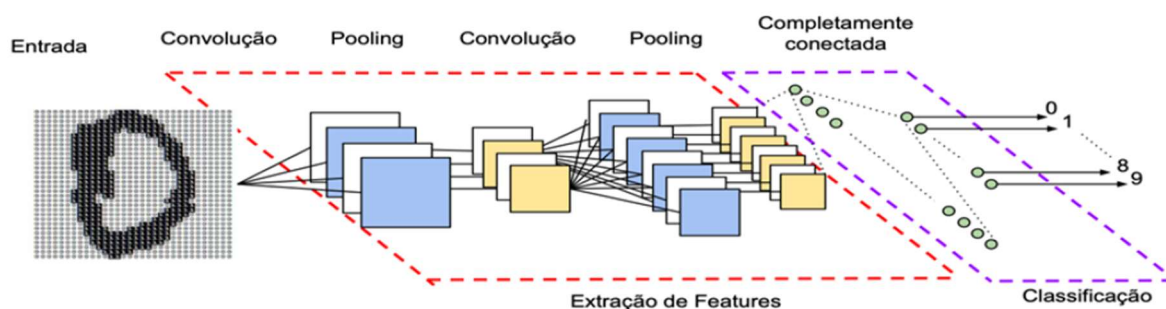 Entrada
Convolução
Pooling
Convolução
Pooling
Completamente
conectada
0
1
8
9
Extração de Features
Classificação